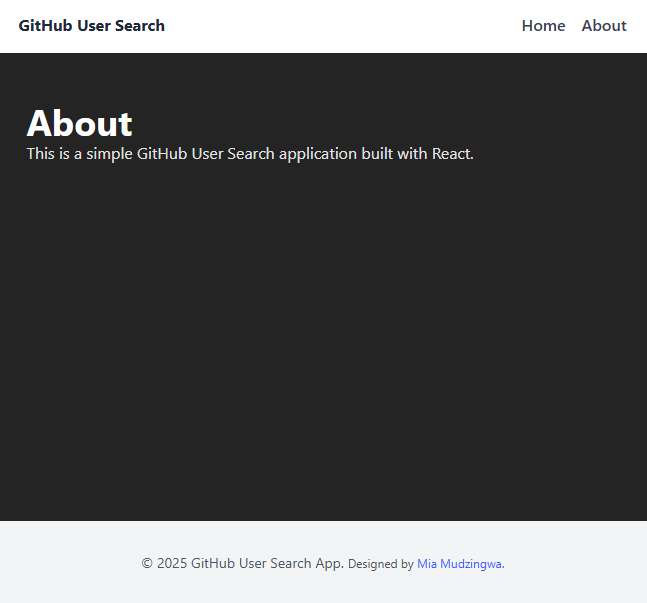 GitHub User Search
Home About
About
This is a simple GitHub User Search application built with React.
© 2025 GitHub User Search App. Designed by Mia Mudzingwa.